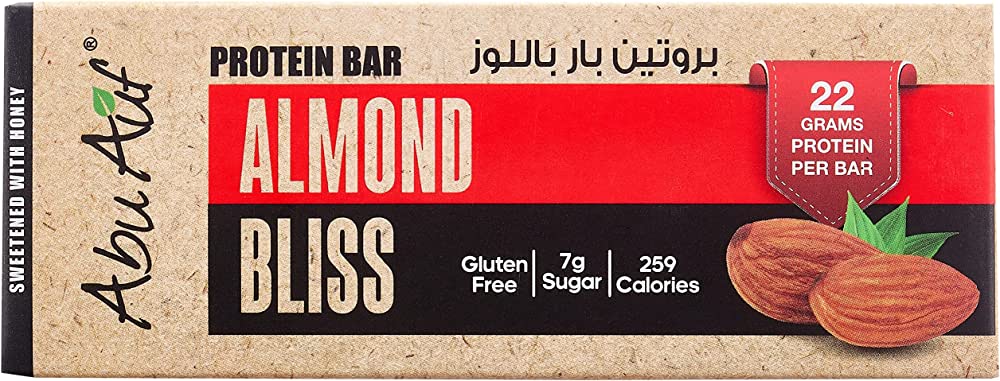 SWEETENED WITH HONEY
Abu Auf®
PROTEIN BAR
بروتين بار باللوز
ALMOND
BLISS
22
GRAMS
PROTEIN
PER BAR
Gluten
Free
7g
Sugar
259
Calories